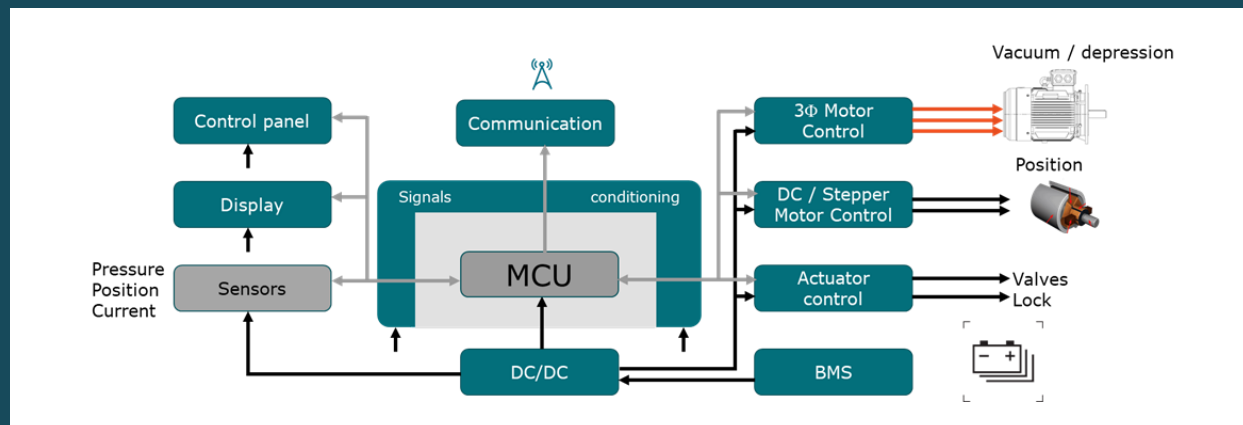 Vacuum / depression
Control panel
Communication
3Φ Motor
Control
Position
Display
Signals
conditioning
DC / Stepper
Motor Control
Pressure
Position
Current
Sensors
MCU
Actuator
control
Valves
Lock
DC/DC
BMS